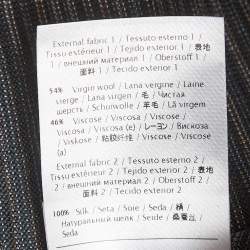 External fabric 1 / Tessuto esterno 1
/ Tissu extérieur 1 / Tejido exterior 1
/ внешний материал 1 / Oberstoff 1 / 表地 1 /
面料 1 / Tecido exterior 1
54% Virgin wool / Lana vergine / Laine
vierge / Lana virgen / 毛 / Чистая
шерсть / Schurwolle / 羊毛 / Lã virgem
46% Viscose / Viscosa / Viscose /
Viscosa / Viscosa (e) / レーヨン / Вискоза
/ Viskose / 粘胶纤维 / Viscose / Viscose
(a)
External fabric 2 / Tessuto esterno 2
/ Tissu extérieur 2 / Tejido exterior 2
/ внешний материал 2 / Oberstoff 2 / 表地 2 /
面料 2 / Tecido exterior 2
100% Silk / Seta / Soie / Seda / 絹 /
Натуральный шелк / Seide / 桑蚕丝 /
Seda